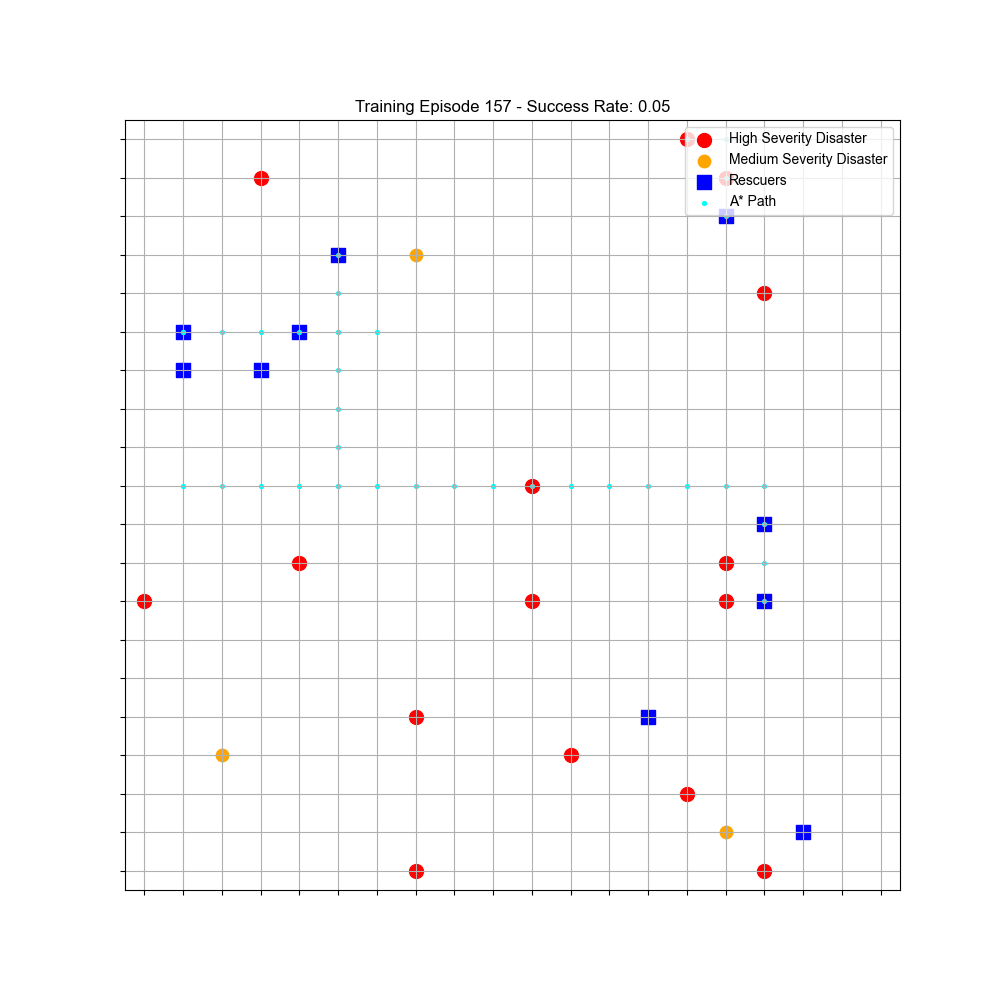 Training Episode 157 - Success Rate: 0.05
High Severity Disaster
Medium Severity Disaster
Rescuers
A* Path